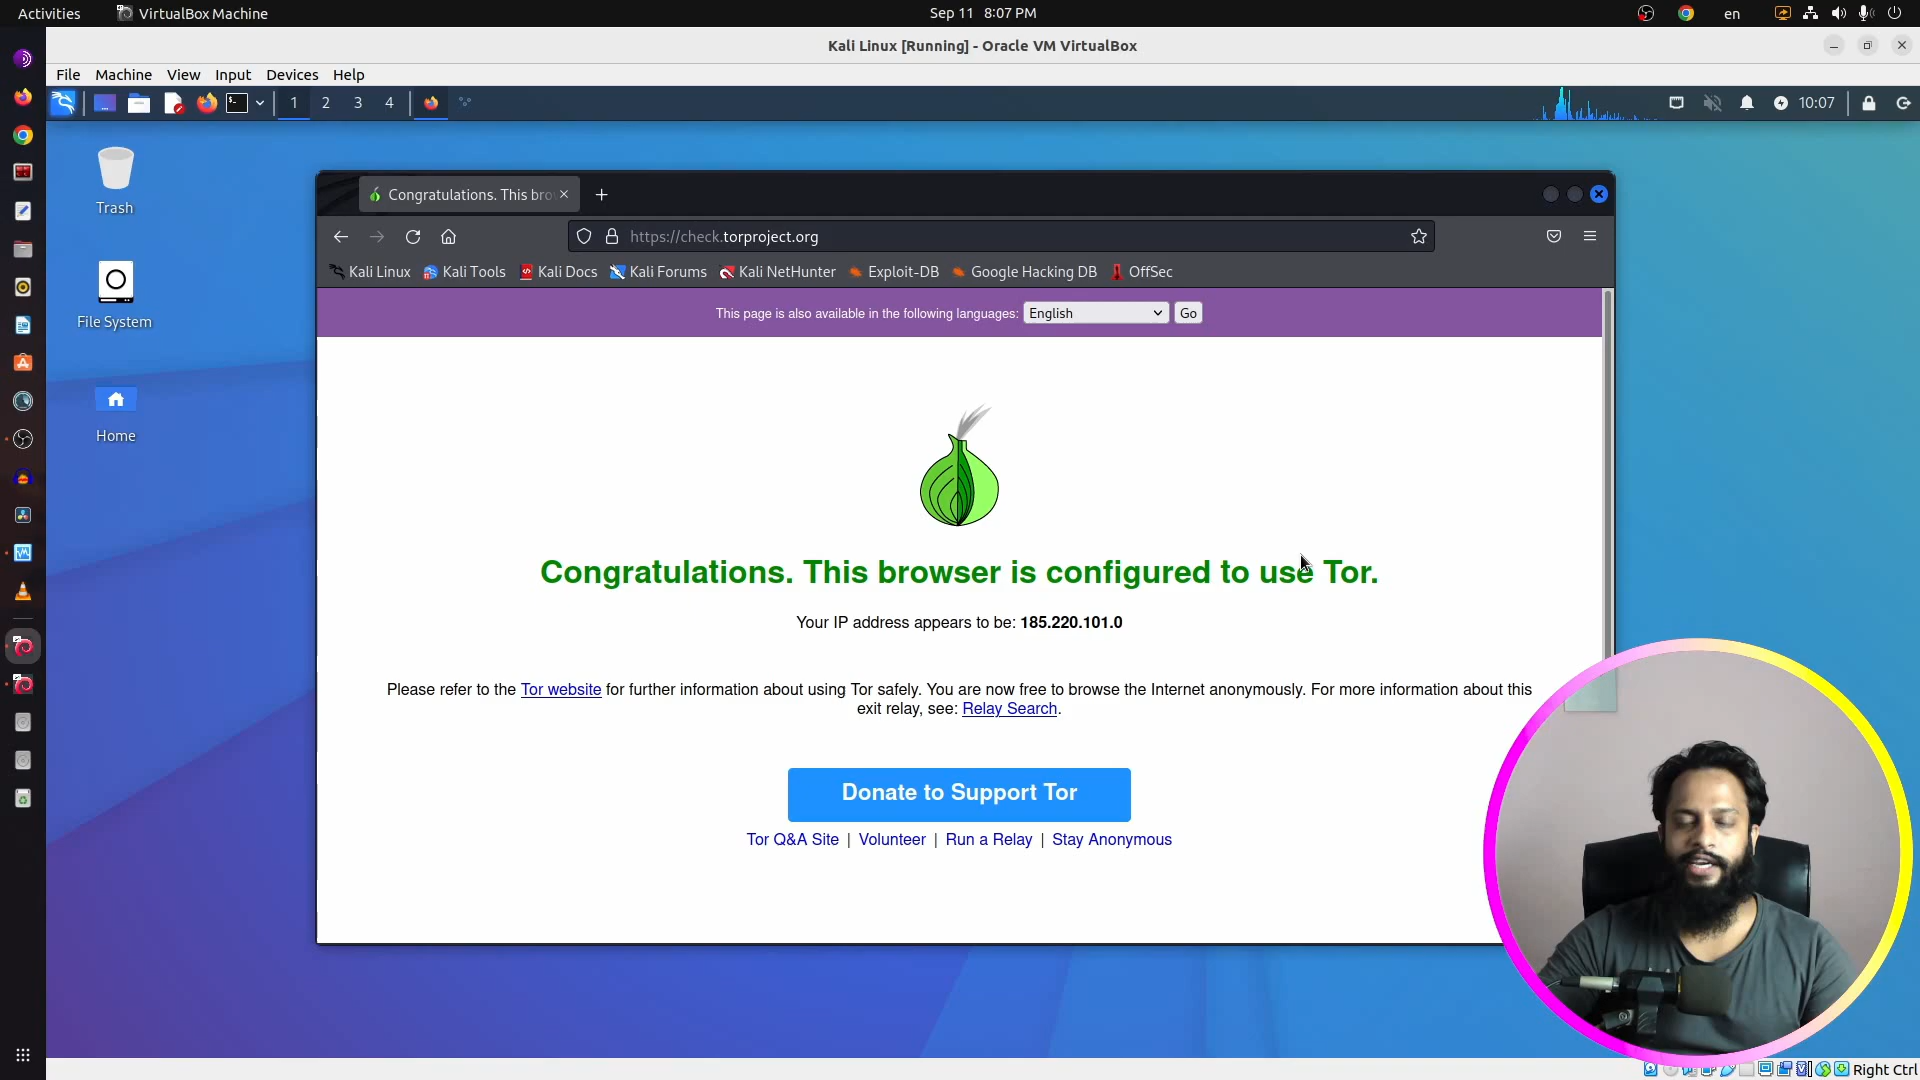 Activities
VirtualBox Machine
Sep 11 8:07 PM
en
Kali Linux [Running] - Oracle VM VirtualBox
File Machine View Input Devices Help
1 2 3 4
10:07
Trash
File System
Home
Congratulations. This bro
https://check.torproject.org
Kali Linux Kali Tools Kali Docs Kali Forums Kali NetHunter Exploit-DB Google Hacking DB OffSec
This page is also available in the following languages: English Go
Congratulations. This browser is configured to use Tor.
Your IP address appears to be: 185.220.101.0
Please refer to the Tor website for further information about using Tor safely. You are now free to browse the Internet anonymously. For more information about this
exit relay, see: Relay Search.
Donate to Support Tor
Tor Q&A Site | Volunteer | Run a Relay | Stay Anonymous
Right Ctrl